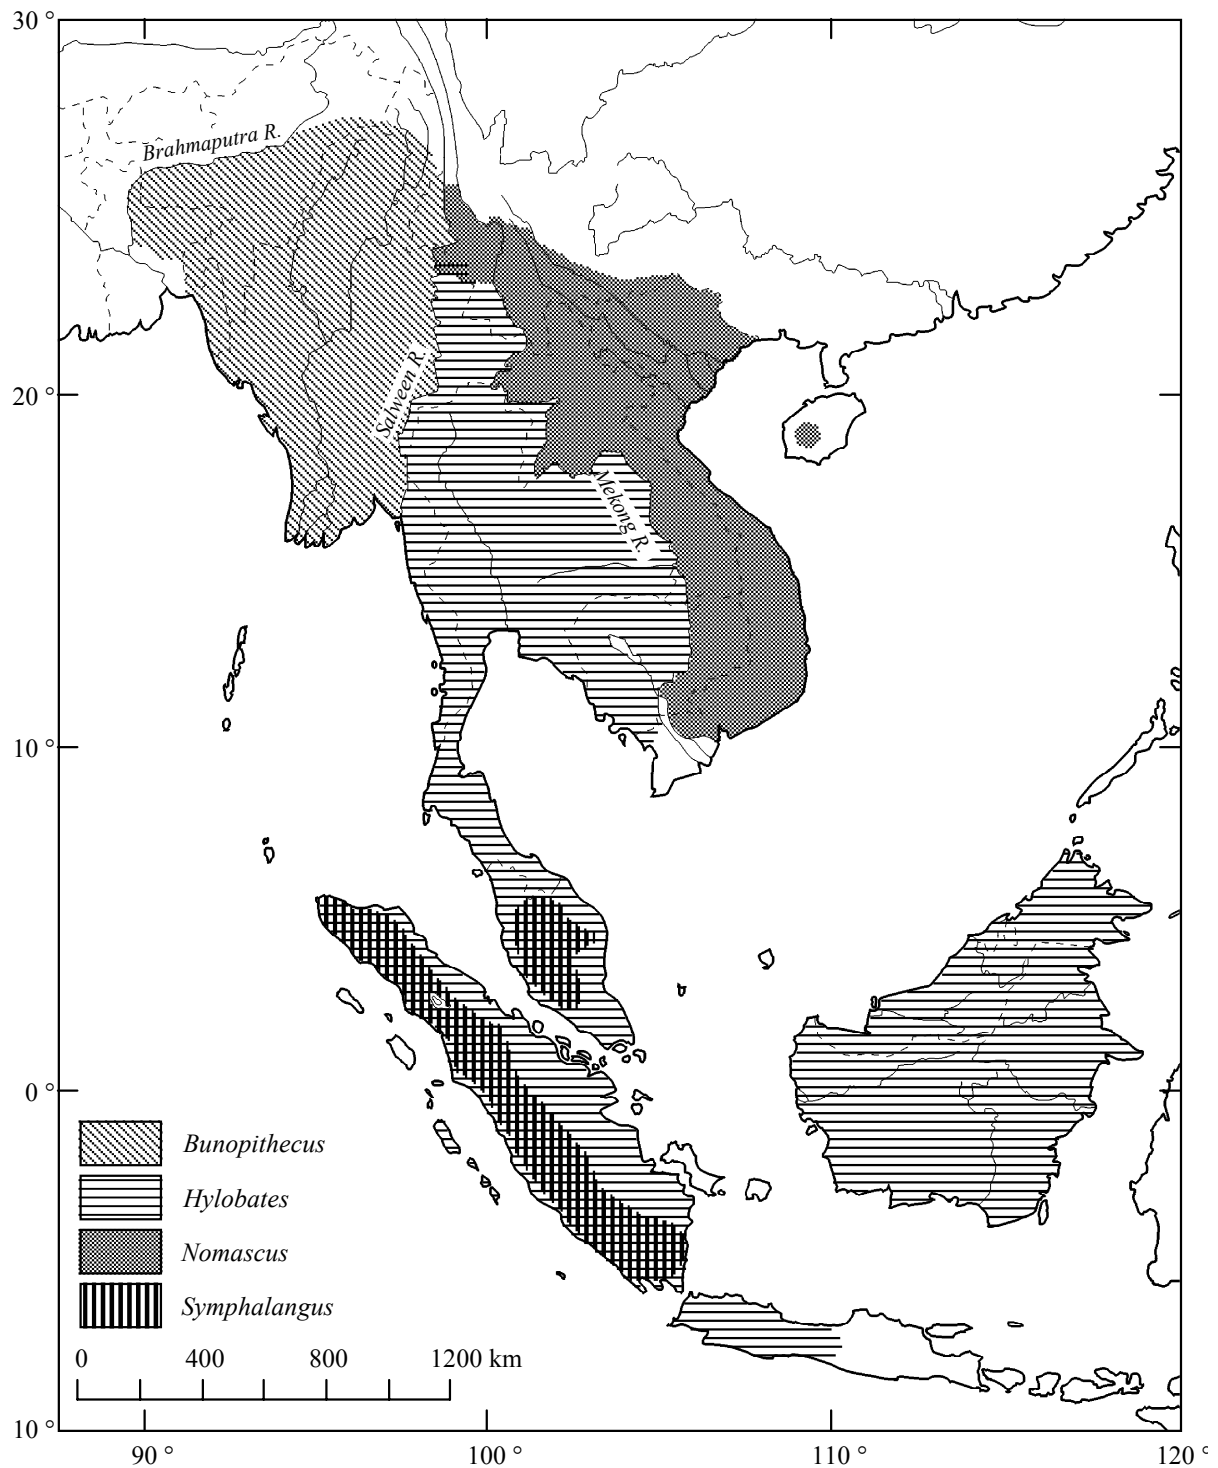 30 °
Brahmaputra R.
Salween R.
20 °
Mekong R.
10 °
0 °
Bunopithecus
Hylobates
Nomascus
Symphalangus
0 400 800 1200 km
10 °
90 ° 100 ° 110 ° 120 °